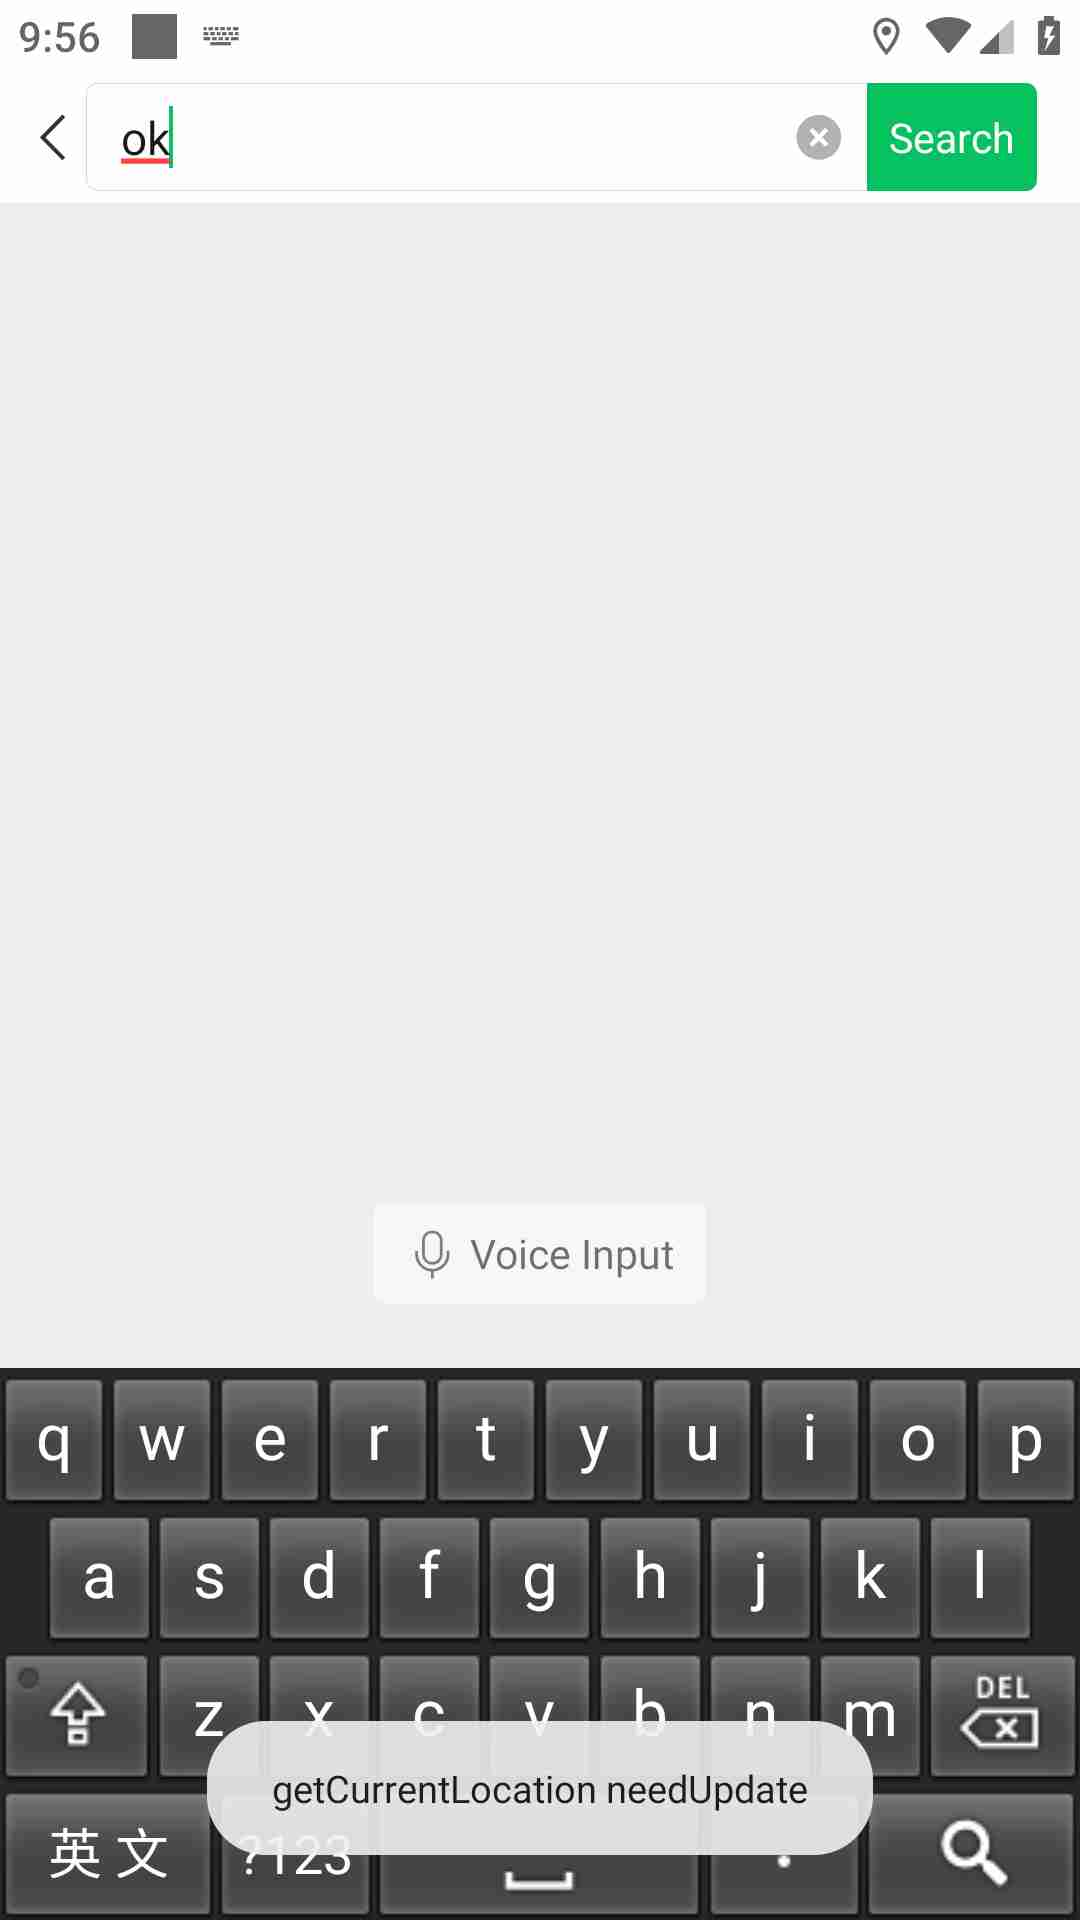 9:56
ok
Search
Voice Input
q w e r t y u i o p
a s d f g h j k l
DEL
z x c v b n m
getCurrentLocation needUpdate
英文 ?123 .